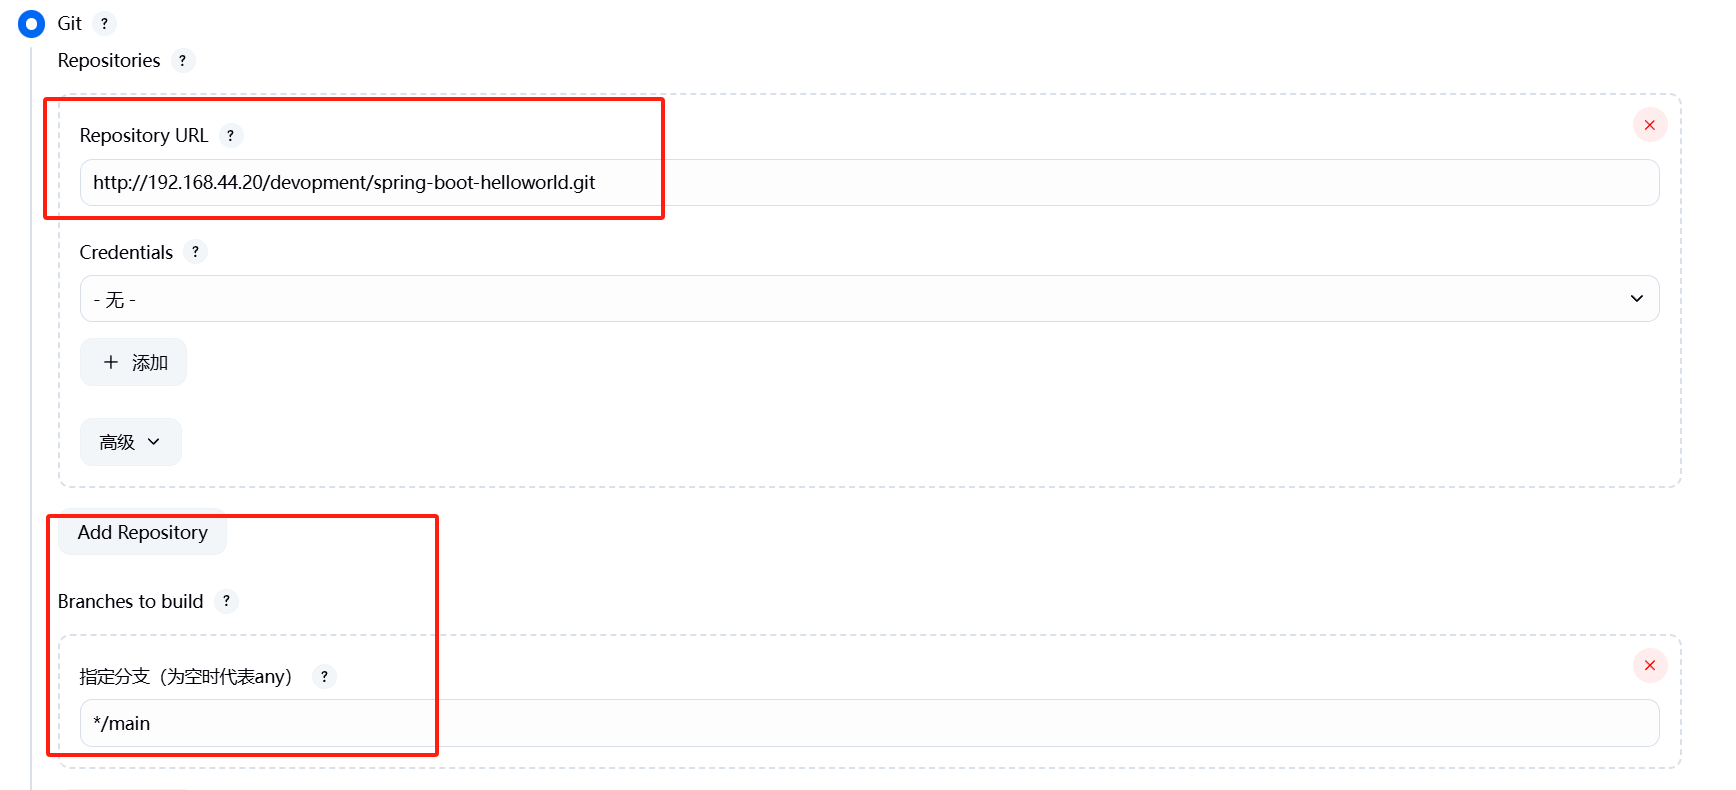 Git ?
Repositories ?
Repository URL ?
http://192.168.44.20/devopment/spring-boot-helloworld.git
Credentials ?
- 无 -
+ 添加
高级
Add Repository
Branches to build ?
指定分支（为空时代表any） ?
*/main